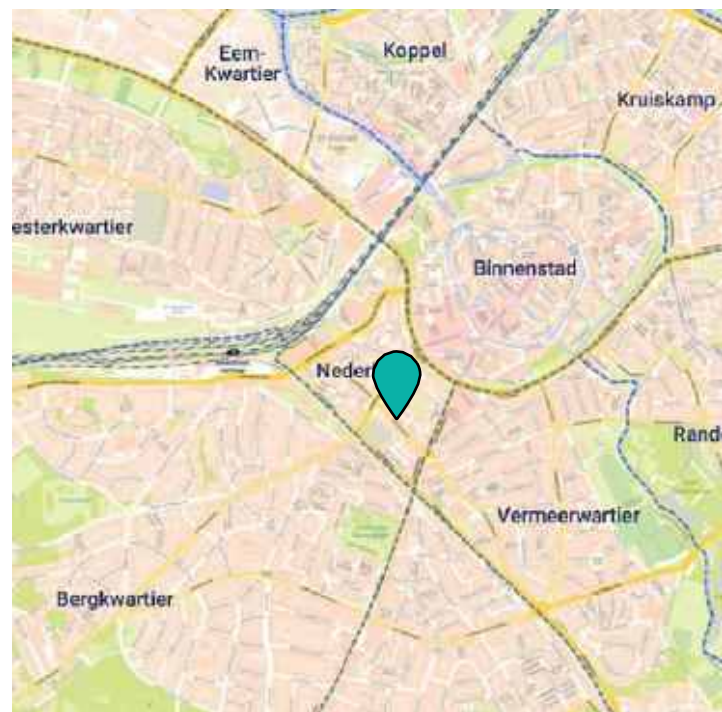 Eem-
Kwartier
Koppel
Kruiskamp
esterkwartier
Binnenstad
Neder
Rand
Vermeerwartier
Bergkwartier